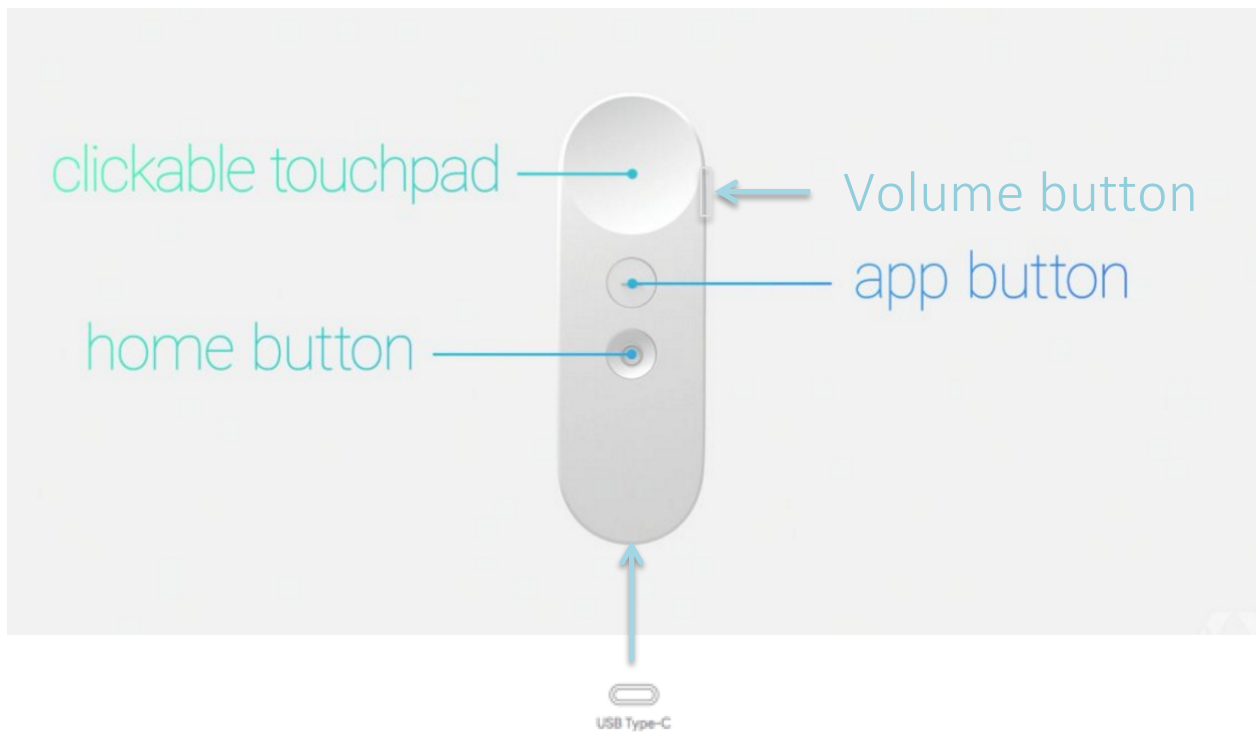 clickable touchpad
Volume button
app button
home button
USB Type-C